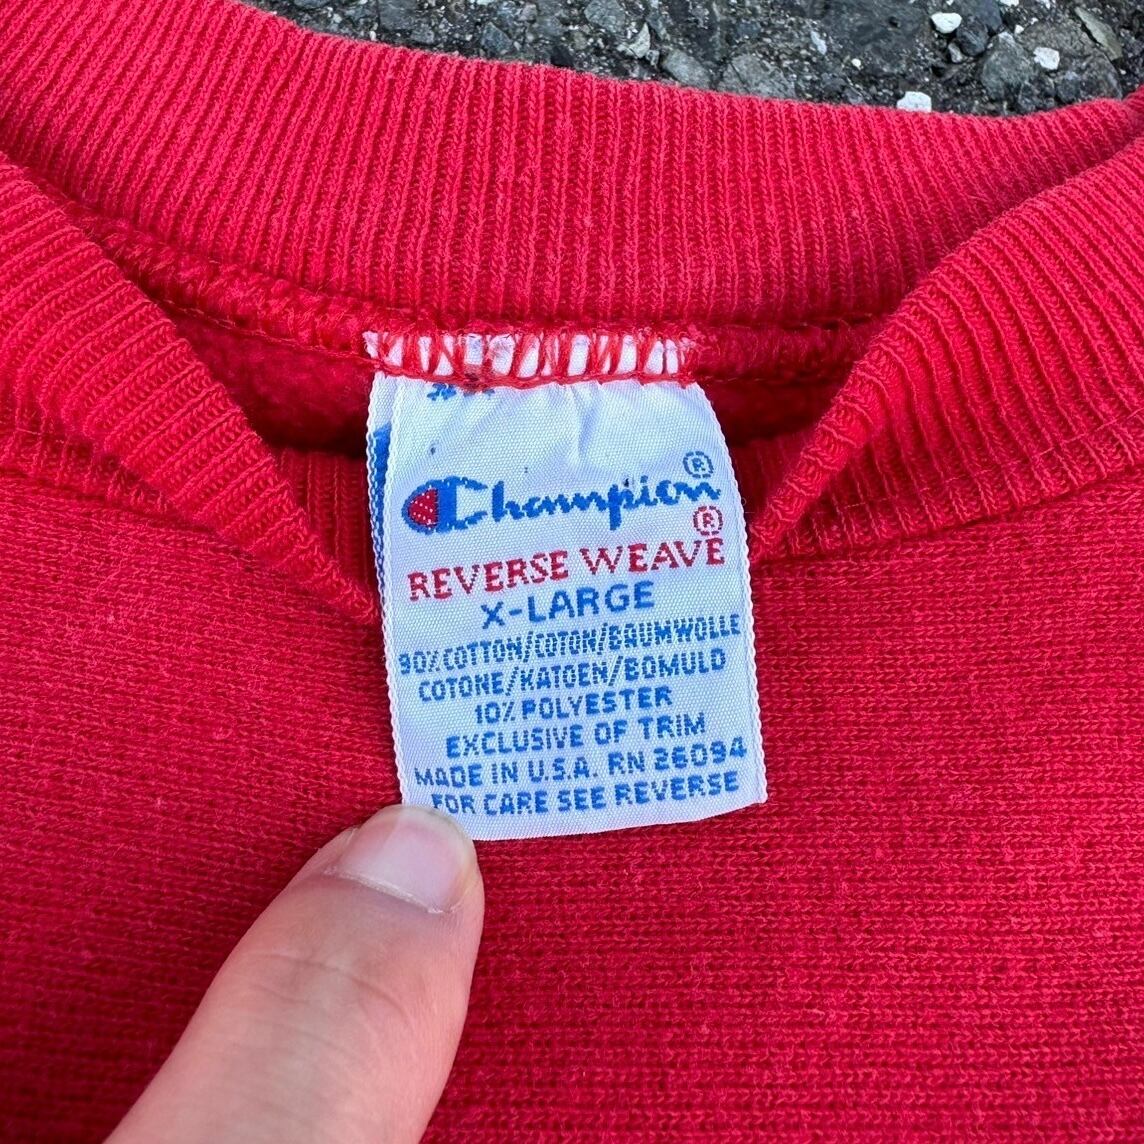 Champion ®
REVERSE WEAVE ®
X-LARGE
90% COTTON/COTON/BAUMWOLLE
COTONE/KATOEN/BOMULD
10% POLYESTER
EXCLUSIVE OF TRIM
MADE IN U.S.A. RN 26094
FOR CARE SEE REVERSE